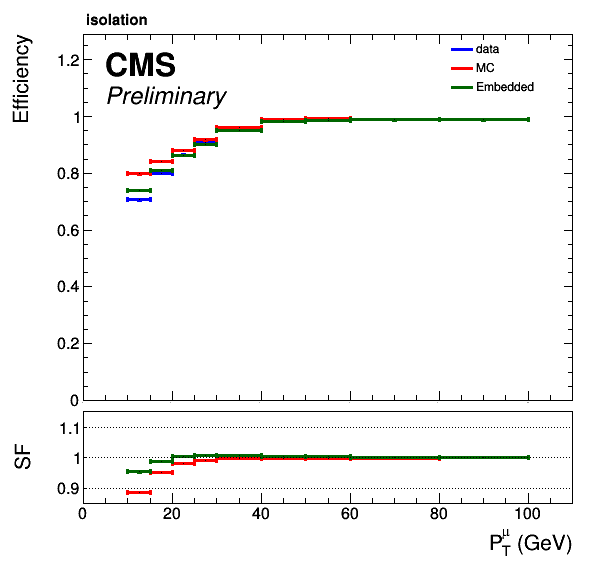 isolation
CMS
Preliminary
data
MC
Embedded
Efficiency
1.2
1
0.8
0.6
0.4
0.2
0
SF
1.1
1
0.9
0 20 40 60 80 100
P_T^μ (GeV)